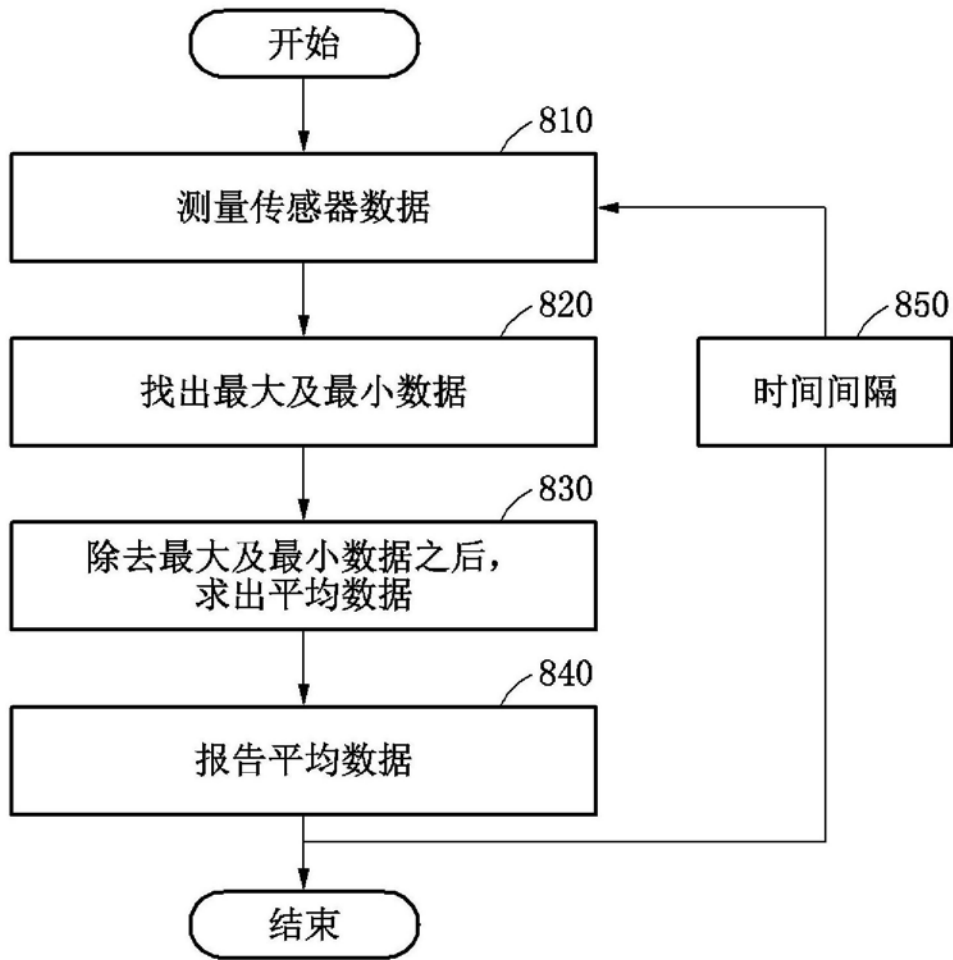 开始
810
测量传感器数据
820
850
找出最大及最小数据
时间间隔
830
除去最大及最小数据之后，
求出平均数据
840
报告平均数据
结束